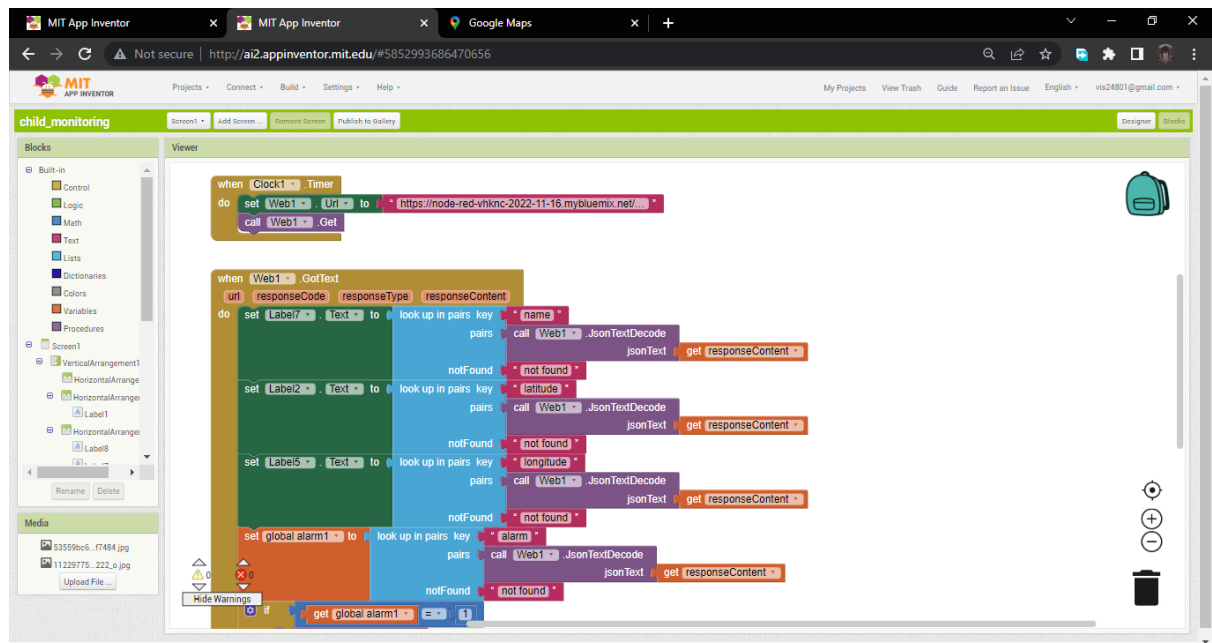 MIT App Inventor
MIT App Inventor
Google Maps
Not secure | http://ai2.appinventor.mit.edu/#5852993686470656
MIT
APP INVENTOR
Projects Connect Build Settings Help
My Projects View Trash Guide Report an Issue English vis24801@gmail.com
child_monitoring
Screen1 Add Screen ... Remove Screen Publish to Gallery
Designer Blocks
Blocks
Viewer
Built-in
Control
Logic
Math
Text
Lists
Dictionaries
Colors
Variables
Procedures
Screen1
VerticalArrangement1
HorizontalArrange
HorizontalArranger
Label1
HorizontalArranger
Label8
Rename Delete
Media
53559bc6...f7484.jpg
11229775...222_o.jpg
Upload File ...
when Clock1 .Timer
do set Web1 . Url to " https://node-red-vhknc-2022-11-16.mybluemix.net/... "
call Web1 .Get
when Web1 .GotText
url responseCode responseType responseContent
do set Label7 . Text to look up in pairs key " name "
pairs call Web1 .JsonTextDecode
jsonText get responseContent
notFound " not found "
set Label2 . Text to look up in pairs key " latitude "
pairs call Web1 .JsonTextDecode
jsonText get responseContent
notFound " not found "
set Label5 . Text to look up in pairs key " longitude "
pairs call Web1 .JsonTextDecode
jsonText get responseContent
notFound " not found "
set global alarm1 to look up in pairs key " alarm "
pairs call Web1 .JsonTextDecode
jsonText get responseContent
notFound " not found "
if get global alarm1 = 1
0 0
Hide Warnings